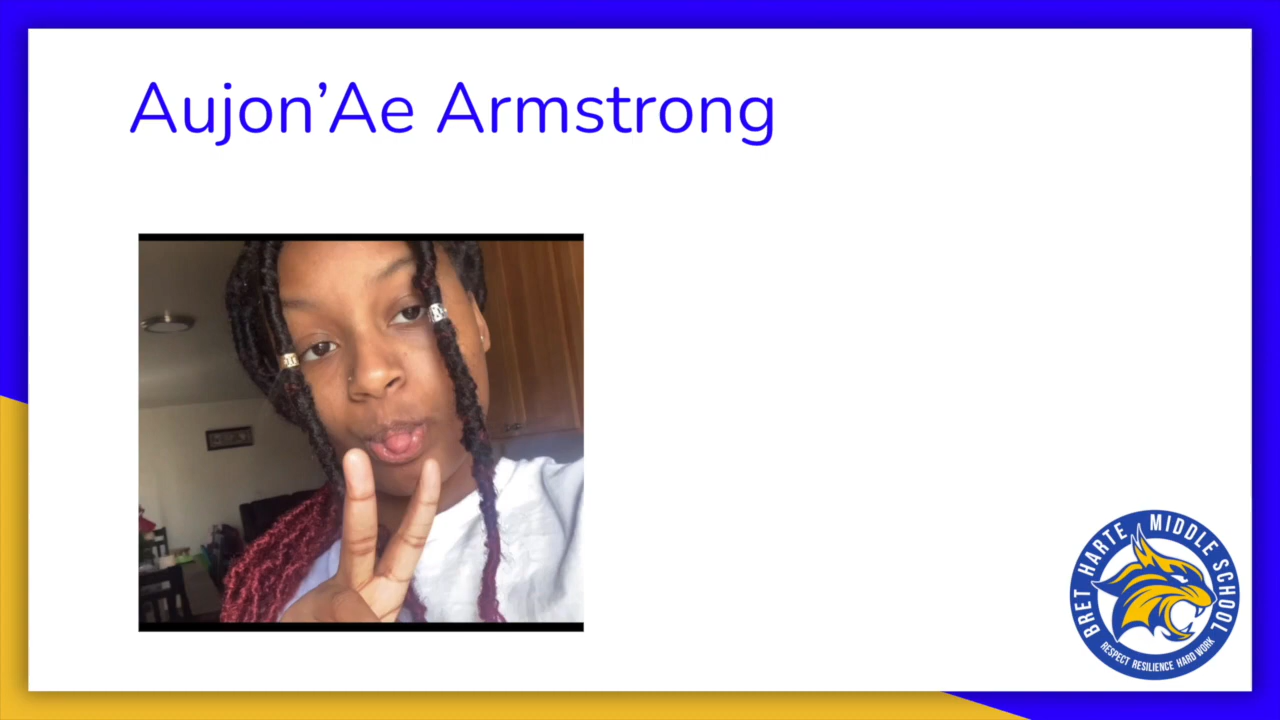 Aujon’Ae Armstrong
BRET HARTE MIDDLE SCHOOL
RESPECT RESILIENCE HARD WORK